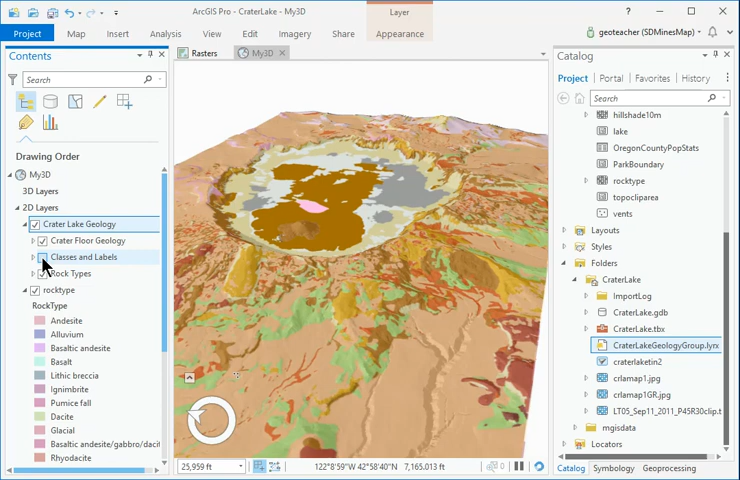 ArcGIS Pro - CraterLake - My3D
Layer
?
Project
Map
Insert
Analysis
View
Edit
Imagery
Share
Appearance
geoteacher (SDMinesMap)
Contents
Search
Drawing Order
My3D
3D Layers
2D Layers
Crater Lake Geology
Crater Floor Geology
Classes and Labels
Rock Types
rocktype
RockType
Andesite
Alluvium
Basaltic andesite
Basalt
Lithic breccia
Ignimbrite
Pumice fall
Dacite
Glacial
Basaltic andesite/gabbro/dacit
Rhyodacite
Rasters
My3D
25,959 ft
122°8'59"W 42°58'40"N
7,165.013 ft
0
Catalog
Project
Portal
Favorites
History
Search
hillshade10m
lake
OregonCountyPopStats
ParkBoundary
rocktype
topocliparea
vents
Layouts
Styles
Folders
CraterLake
ImportLog
CraterLake.gdb
CraterLake.tbx
CraterLakeGeologyGroup.lyrx
craterlaketin2
crlamap1.jpg
crlamap1GR.jpg
LT05_Sep11_2011_P45R30clip.t
mgisdata
Locators
Catalog
Symbology
Geoprocessing